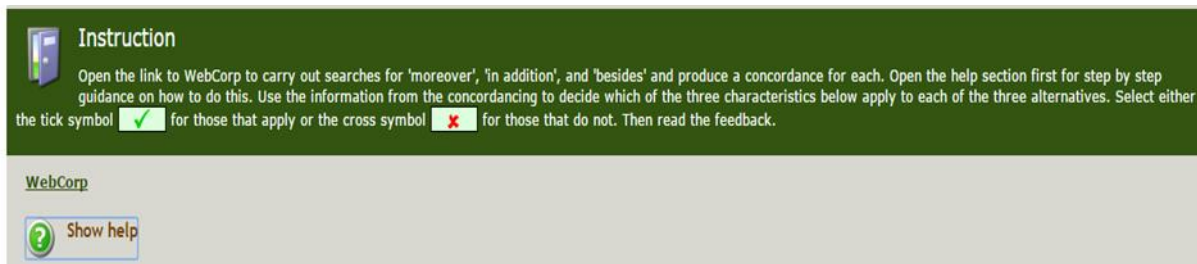 Instruction
Open the link to WebCorp to carry out searches for 'moreover', 'in addition', and 'besides' and produce a concordance for each. Open the help section first for step by step
guidance on how to do this. Use the information from the concordancing to decide which of the three characteristics below apply to each of the three alternatives. Select either
the tick symbol ✓ for those that apply or the cross symbol ✗ for those that do not. Then read the feedback.
WebCorp
Show help